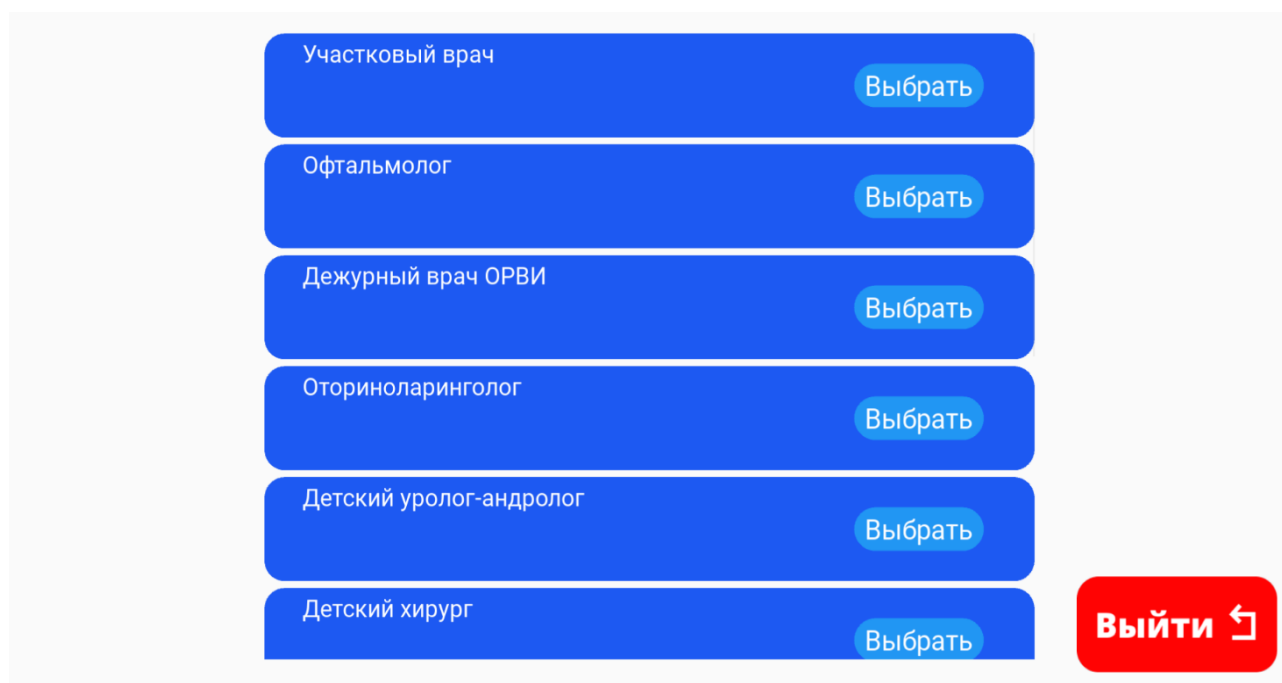 Участковый врач
Выбрать
Офтальмолог
Выбрать
Дежурный врач ОРВИ
Выбрать
Оториноларинголог
Выбрать
Детский уролог-андролог
Выбрать
Детский хирург
Выбрать
Выйти